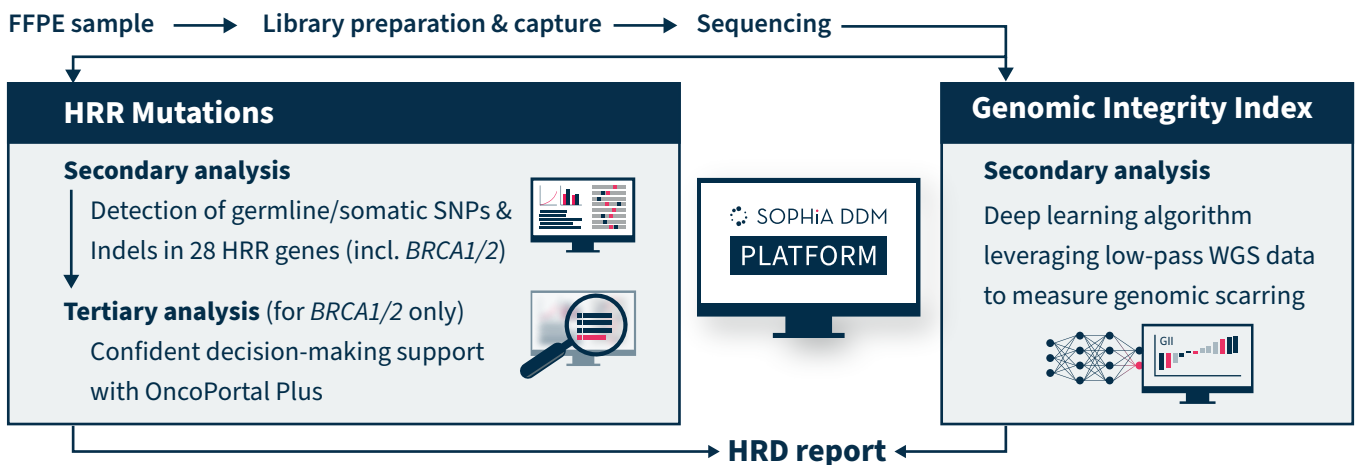 FFPE sample Library preparation & capture Sequencing
HRR Mutations
Secondary analysis
Detection of germline/somatic SNPs &
Indels in 28 HRR genes (incl. BRCA1/2)
Tertiary analysis (for BRCA1/2 only)
Confident decision-making support
with OncoPortal Plus
SOPHiA DDM
PLATFORM
Genomic Integrity Index
Secondary analysis
Deep learning algorithm
leveraging low-pass WGS data
to measure genomic scarring
GII
HRD report